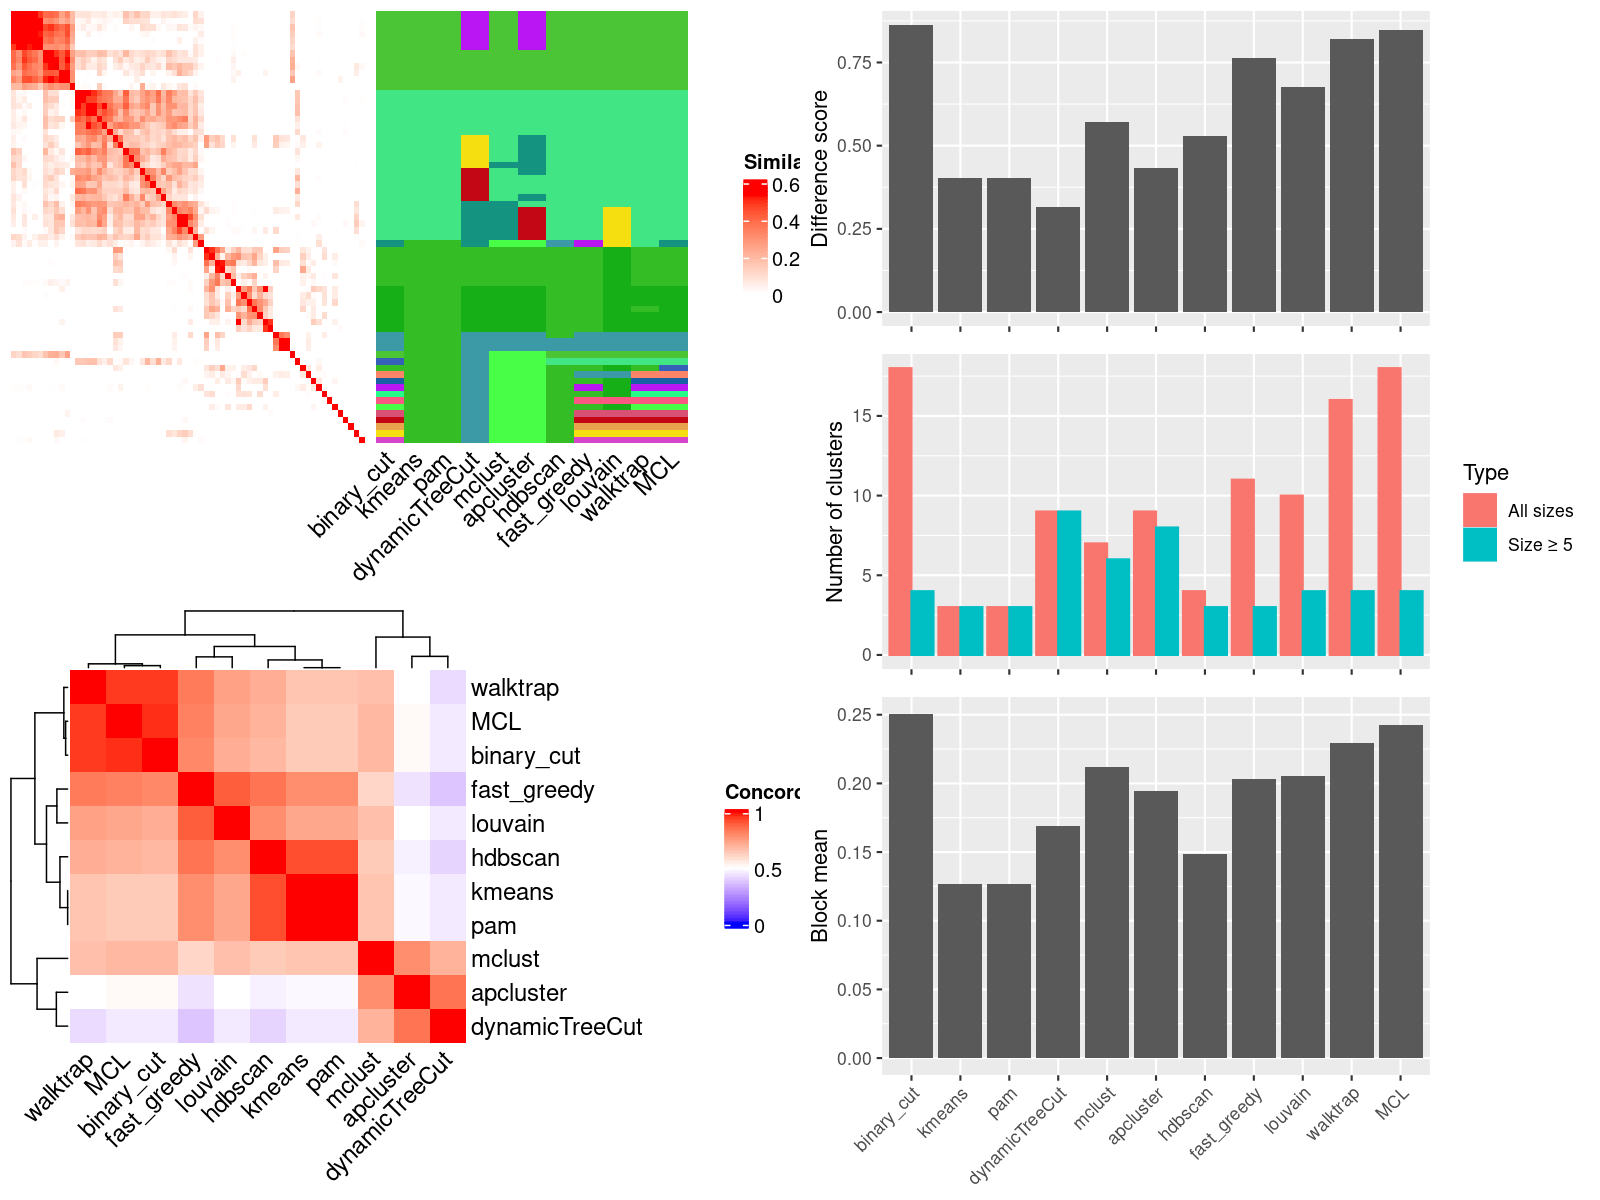 Simila
0.6
0.4
0.2
0
binary_cut
kmeans
pam
dynamicTreeCut
mclust
apcluster
hdbscan
fast_greedy
louvain
walktrap
MCL
Difference score
0.75
0.50
0.25
0.00
Number of clusters
15
10
5
0
Type
All sizes
Size ≥ 5
walktrap
MCL
binary_cut
fast_greedy
louvain
hdbscan
kmeans
pam
mclust
apcluster
dynamicTreeCut
walktrap
MCL
binary_cut
fast_greedy
louvain
hdbscan
kmeans
pam
mclust
apcluster
dynamicTreeCut
Concord
1
0.5
0
Block mean
0.25
0.20
0.15
0.10
0.05
0.00
binary_cut
kmeans
pam
dynamicTreeCut
mclust
apcluster
hdbscan
fast_greedy
louvain
walktrap
MCL